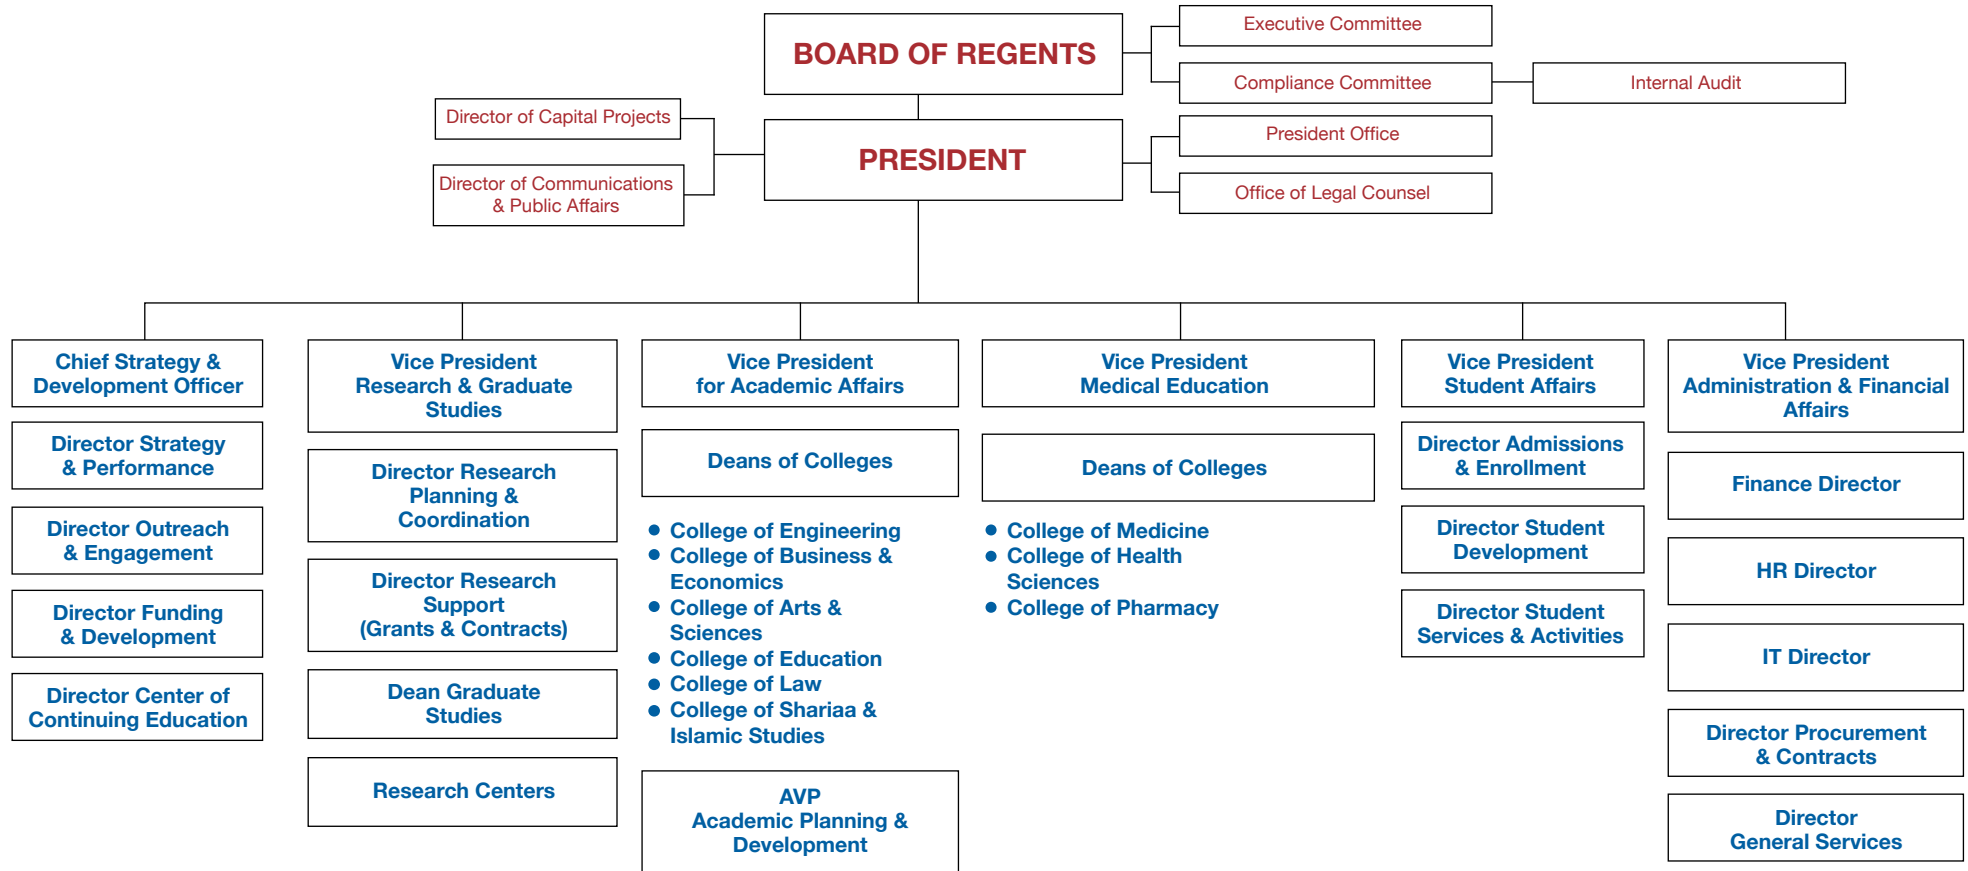 BOARD OF REGENTS
Executive Committee
Compliance Committee
Internal Audit
Director of Capital Projects
Director of Communications
& Public Affairs
PRESIDENT
President Office
Office of Legal Counsel
Chief Strategy &
Development Officer
Director Strategy
& Performance
Director Outreach
& Engagement
Director Funding
& Development
Director Center of
Continuing Education
Vice President
Research & Graduate
Studies
Director Research
Planning &
Coordination
Director Research
Support
(Grants & Contracts)
Dean Graduate
Studies
Research Centers
Vice President
for Academic Affairs
Deans of Colleges
● College of Engineering
● College of Business &
Economics
● College of Arts &
Sciences
● College of Education
● College of Law
● College of Shariaa &
Islamic Studies
AVP
Academic Planning &
Development
Vice President
Medical Education
Deans of Colleges
● College of Medicine
● College of Health
Sciences
● College of Pharmacy
Vice President
Student Affairs
Director Admissions
& Enrollment
Director Student
Development
Director Student
Services & Activities
Vice President
Administration & Financial
Affairs
Finance Director
HR Director
IT Director
Director Procurement
& Contracts
Director
General Services